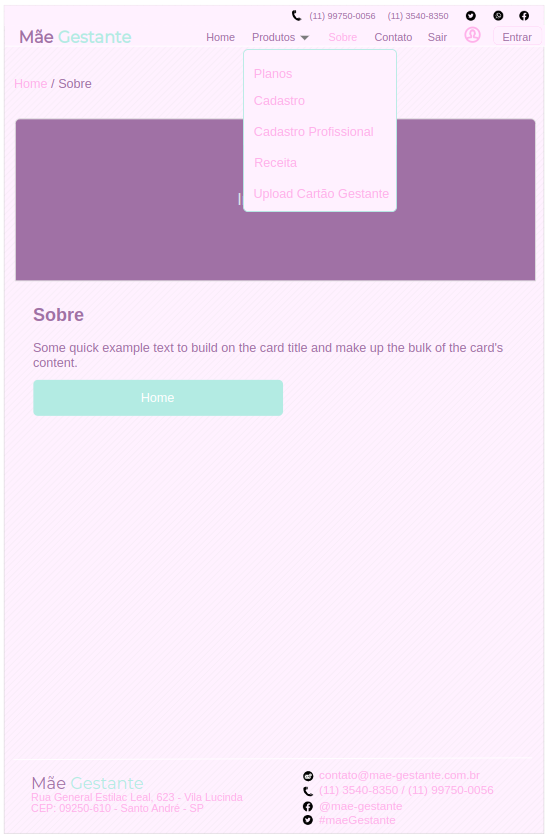 (11) 99750-0056 (11) 3540-8350
Mãe Gestante
Home Produtos Sobre Contato Sair Entrar
Planos
Cadastro
Cadastro Profissional
Receita
Upload Cartão Gestante
Home / Sobre
Sobre
Some quick example text to build on the card title and make up the bulk of the card's
content.
Home
Mãe Gestante
Rua General Estilac Leal, 623 - Vila Lucinda
CEP: 09250-610 - Santo André - SP
contato@mae-gestante.com.br
(11) 3540-8350 / (11) 99750-0056
@mae-gestante
#maeGestante